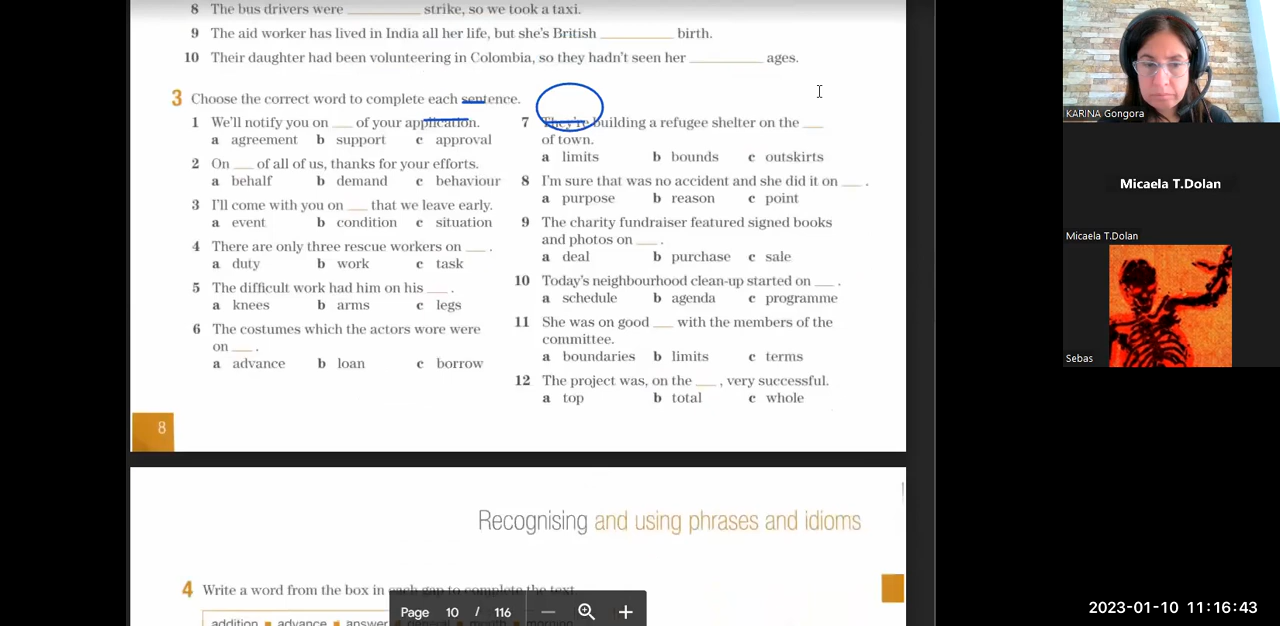 8 The bus drivers were ________ strike, so we took a taxi.
9 The aid worker has lived in India all her life, but she's British ________ birth.
10 Their daughter had been volunteering in Colombia, so they hadn't seen her ________ ages.
3 Choose the correct word to complete each sentence.
1 We'll notify you on ___ of your application.
a agreement b support c approval
2 On ___ of all of us, thanks for your efforts.
a behalf b demand c behaviour
3 I'll come with you on ___ that we leave early.
a event b condition c situation
4 There are only three rescue workers on ___ .
a duty b work c task
5 The difficult work had him on his ___ .
a knees b arms c legs
6 The costumes which the actors wore were
on ___ .
a advance b loan c borrow
7 They're building a refugee shelter on the ___
of town.
a limits b bounds c outskirts
8 I'm sure that was no accident and she did it on ___ .
a purpose b reason c point
9 The charity fundraiser featured signed books
and photos on ___ .
a deal b purchase c sale
10 Today's neighbourhood clean-up started on ___ .
a schedule b agenda c programme
11 She was on good ___ with the members of the
committee.
a boundaries b limits c terms
12 The project was, on the ___ , very successful.
a top b total c whole
8
Recognising and using phrases and idioms
4 Write a word from the box in each gap to complete the text
addition ▪ advance ▪ answer ▪ general ▪ mouth ▪ morning
Page 10 / 116
KARINA Gongora
Micaela T.Dolan
Micaela T.Dolan
Sebas
2023-01-10 11:16:43